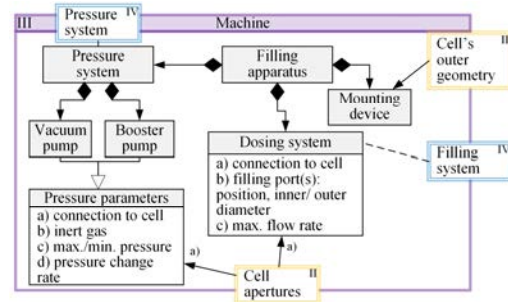 III
Machine
Pressure
system
IV
Pressure
system
Filling
apparatus
Cell's
outer
geometry
II
Mounting
device
Vacuum
pump
Booster
pump
Dosing system
a) connection to cell
b) filling port(s):
position, inner/ outer
diameter
c) max. flow rate
Filling
system
IV
Pressure parameters
a) connection to cell
b) inert gas
c) max./min. pressure
d) pressure change
rate
a)
a)
Cell
apertures
II